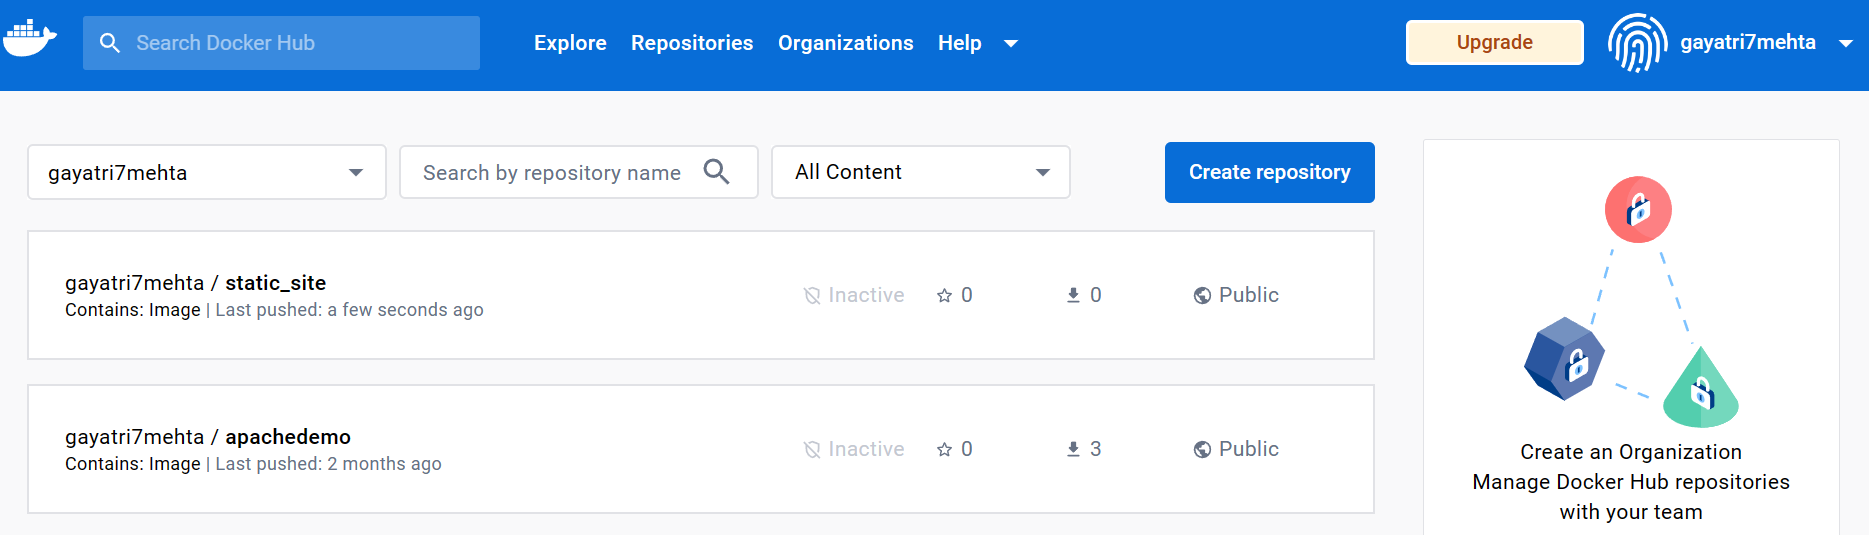 Search Docker Hub Explore Repositories Organizations Help Upgrade gayatri7mehta
gayatri7mehta Search by repository name All Content Create repository
gayatri7mehta / static_site
Contains: Image | Last pushed: a few seconds ago
Inactive 0 0 Public
gayatri7mehta / apachedemo
Contains: Image | Last pushed: 2 months ago
Inactive 0 3 Public
Create an Organization
Manage Docker Hub repositories
with your team